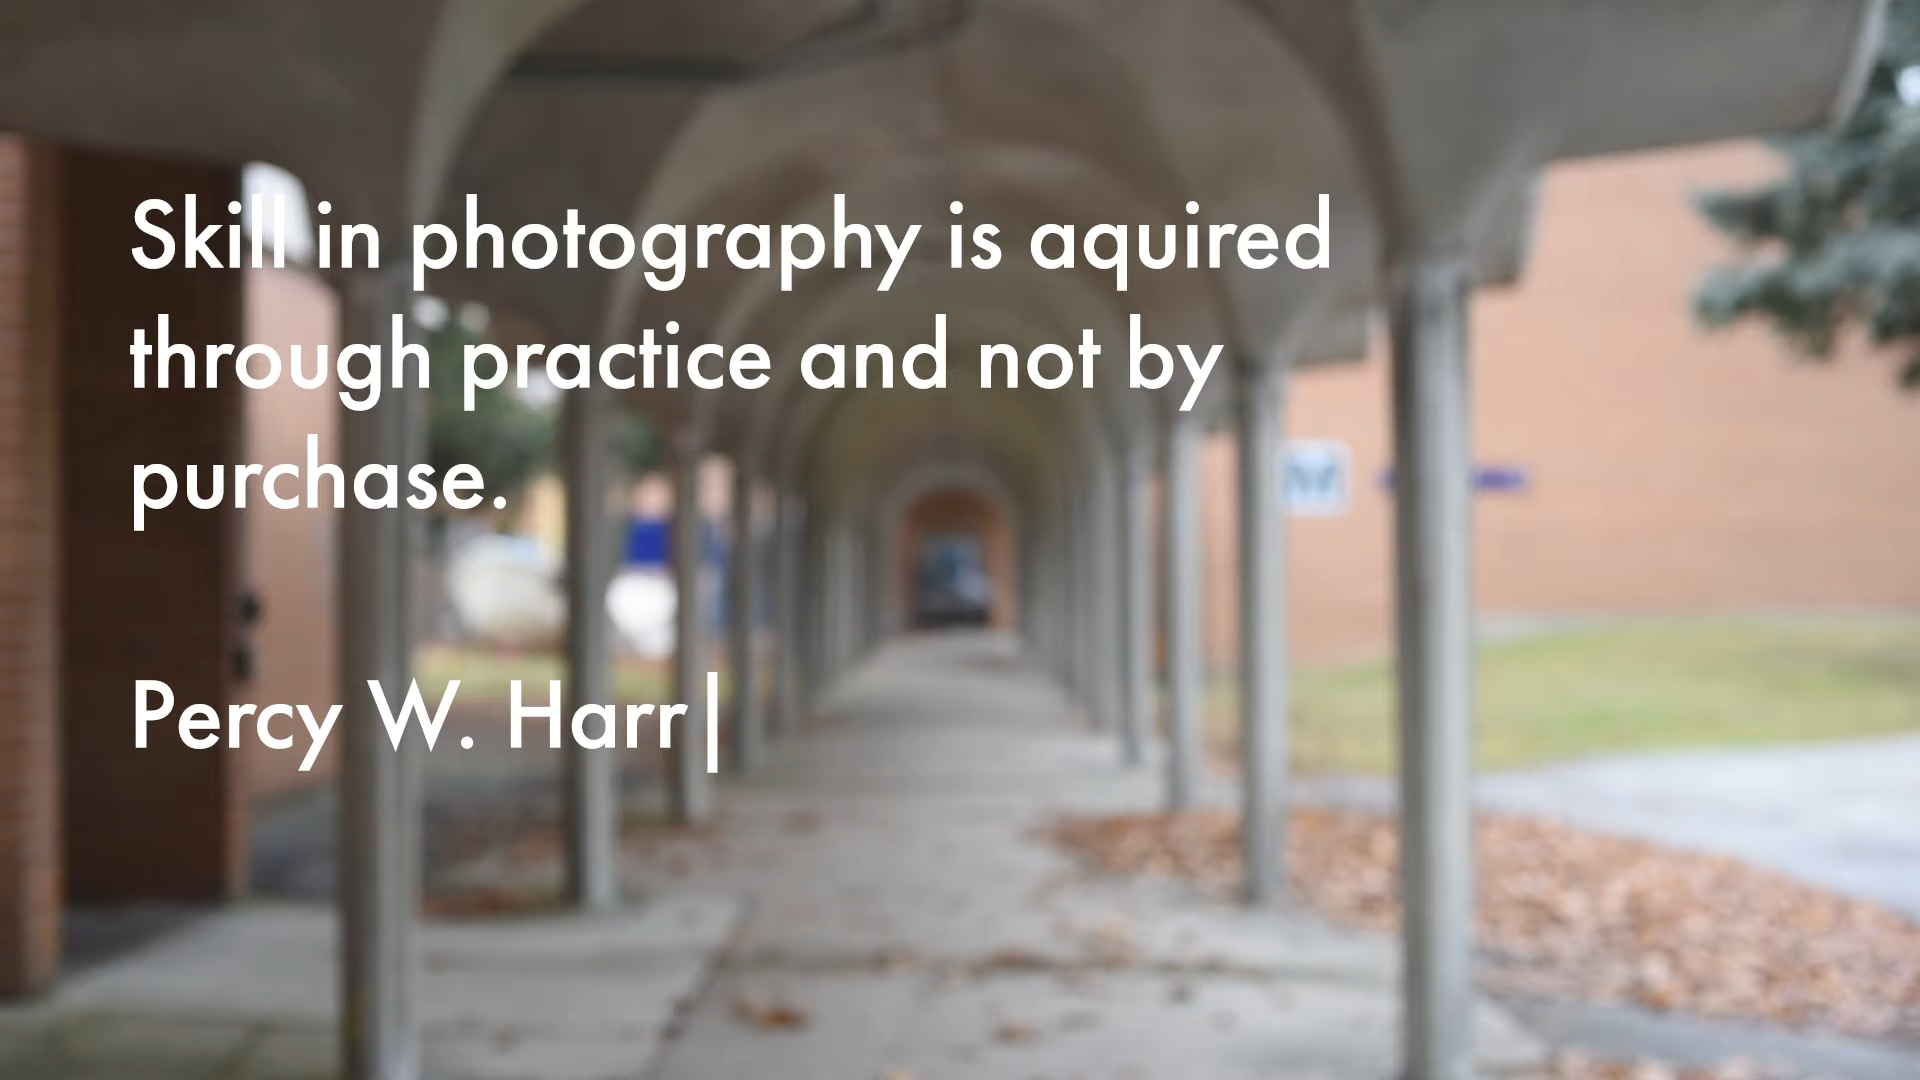 Skill in photography is aquired
through practice and not by
purchase.
Percy W. Harr|